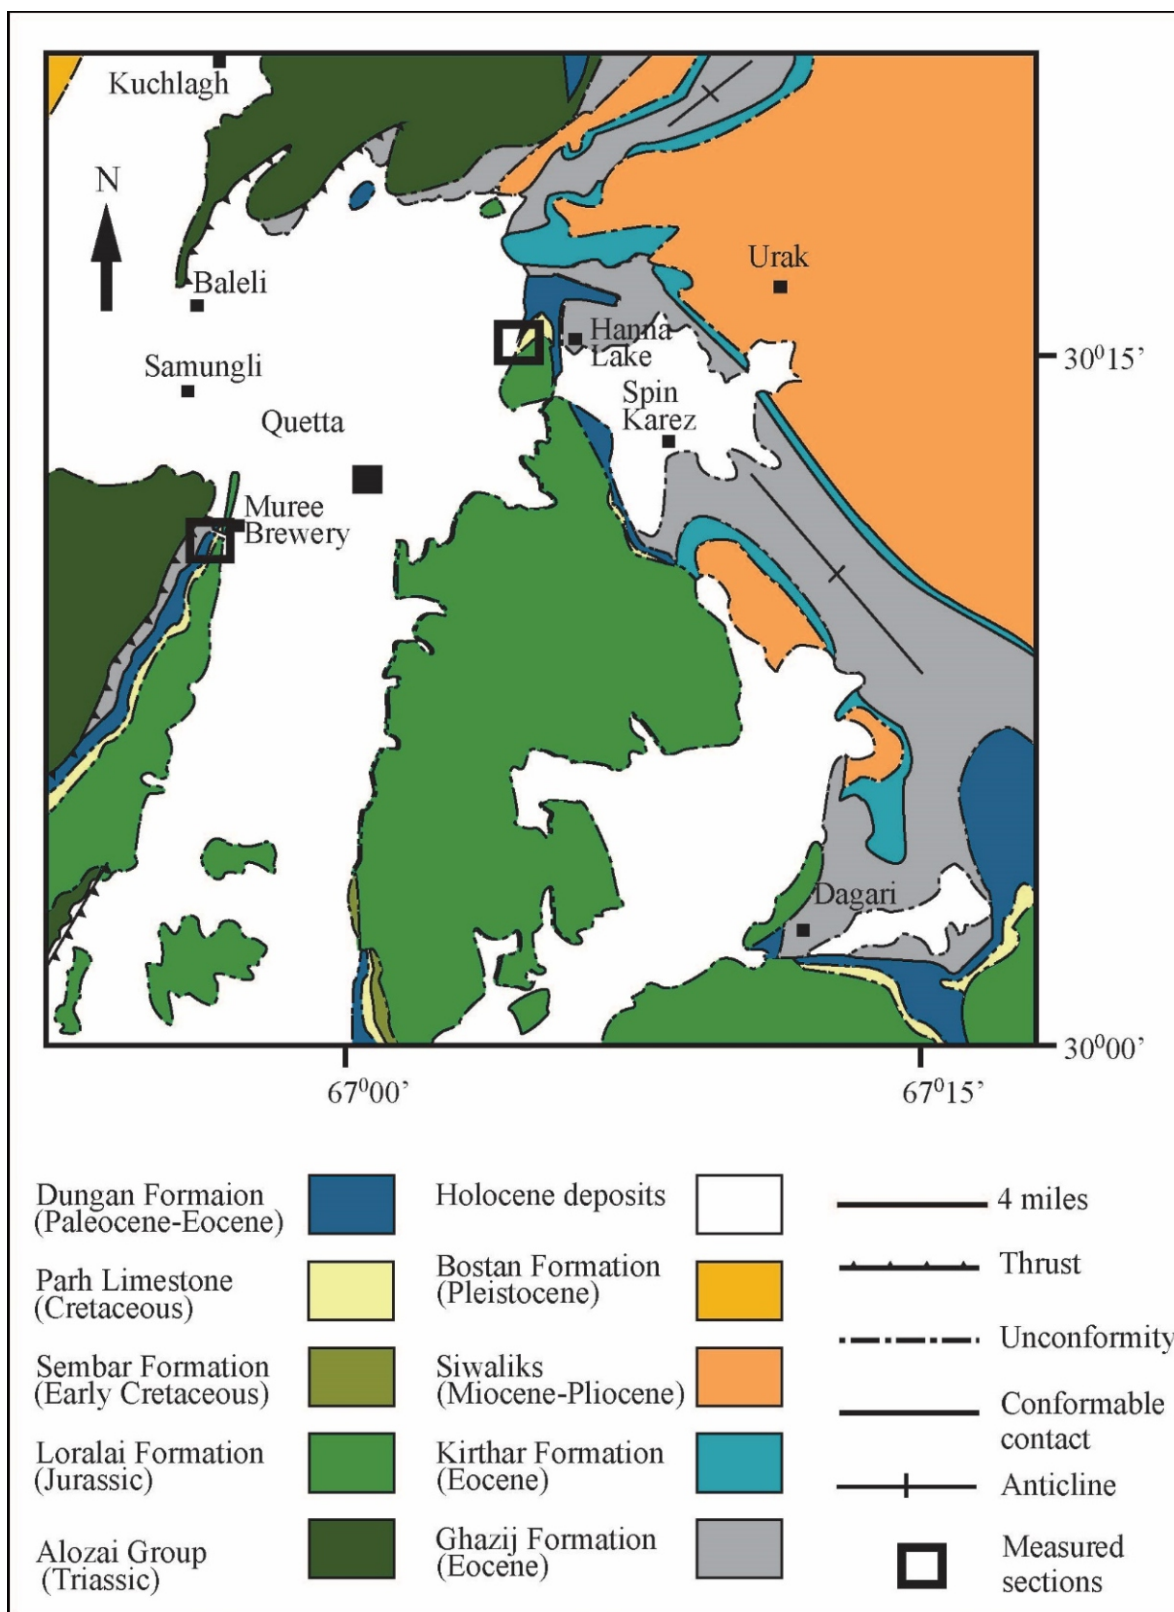 Kuchlagh
N
Baleli
Urak
Hanna
Lake
30⁰15’
Samungli
Spin
Karez
Quetta
Muree
Brewery
Dagari
30⁰00’
67⁰00’
67⁰15’
Dungan Formaion
(Paleocene-Eocene)
Parh Limestone
(Cretaceous)
Sembar Formation
(Early Cretaceous)
Loralai Formation
(Jurassic)
Alozai Group
(Triassic)
Holocene deposits
Bostan Formation
(Pleistocene)
Siwaliks
(Miocene-Pliocene)
Kirthar Formation
(Eocene)
Ghazij Formation
(Eocene)
4 miles
Thrust
Unconformity
Conformable
contact
Anticline
Measured
sections